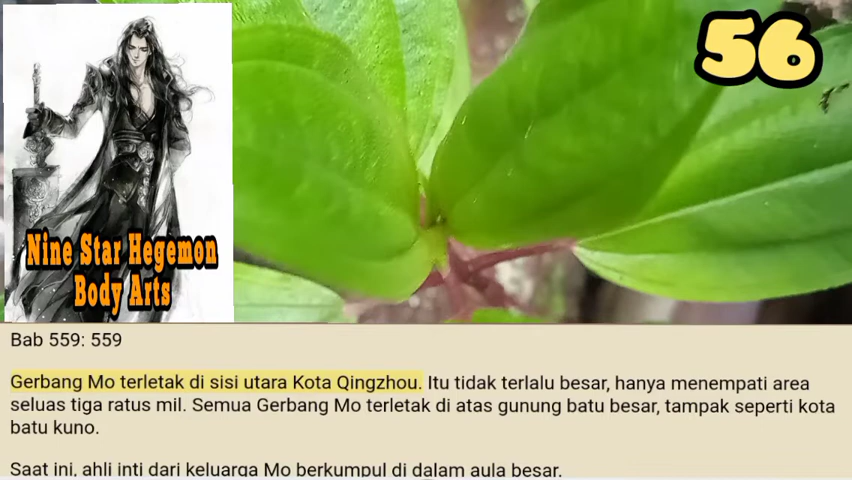 56
Nine Star Hegemon
Body Arts
Bab 559: 559
Gerbang Mo terletak di sisi utara Kota Qingzhou. Itu tidak terlalu besar, hanya menempati area
seluas tiga ratus mil. Semua Gerbang Mo terletak di atas gunung batu besar, tampak seperti kota
batu kuno.
Saat ini, ahli inti dari keluarga Mo berkumpul di dalam aula besar.